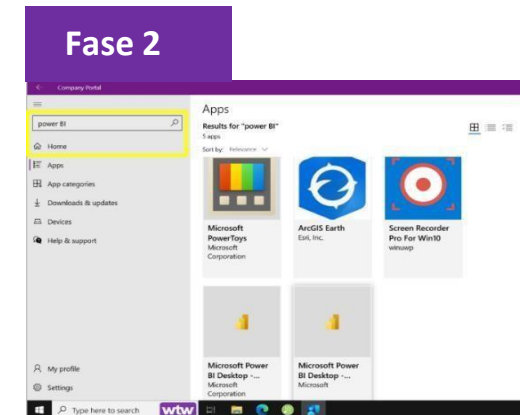 Fase 2
Company Portal
power BI
Home
Apps
App categories
Downloads & updates
Devices
Help & support
My profile
Settings
Apps
Results for "power BI"
5 apps
Sort by: Relevance
Microsoft
PowerToys
Microsoft
Corporation
ArcGIS Earth
Esri, Inc.
Screen Recorder
Pro For Win10
winuwp
Microsoft Power
BI Desktop -...
Microsoft
Corporation
Microsoft Power
BI Desktop -...
Microsoft
Type here to search
wtw